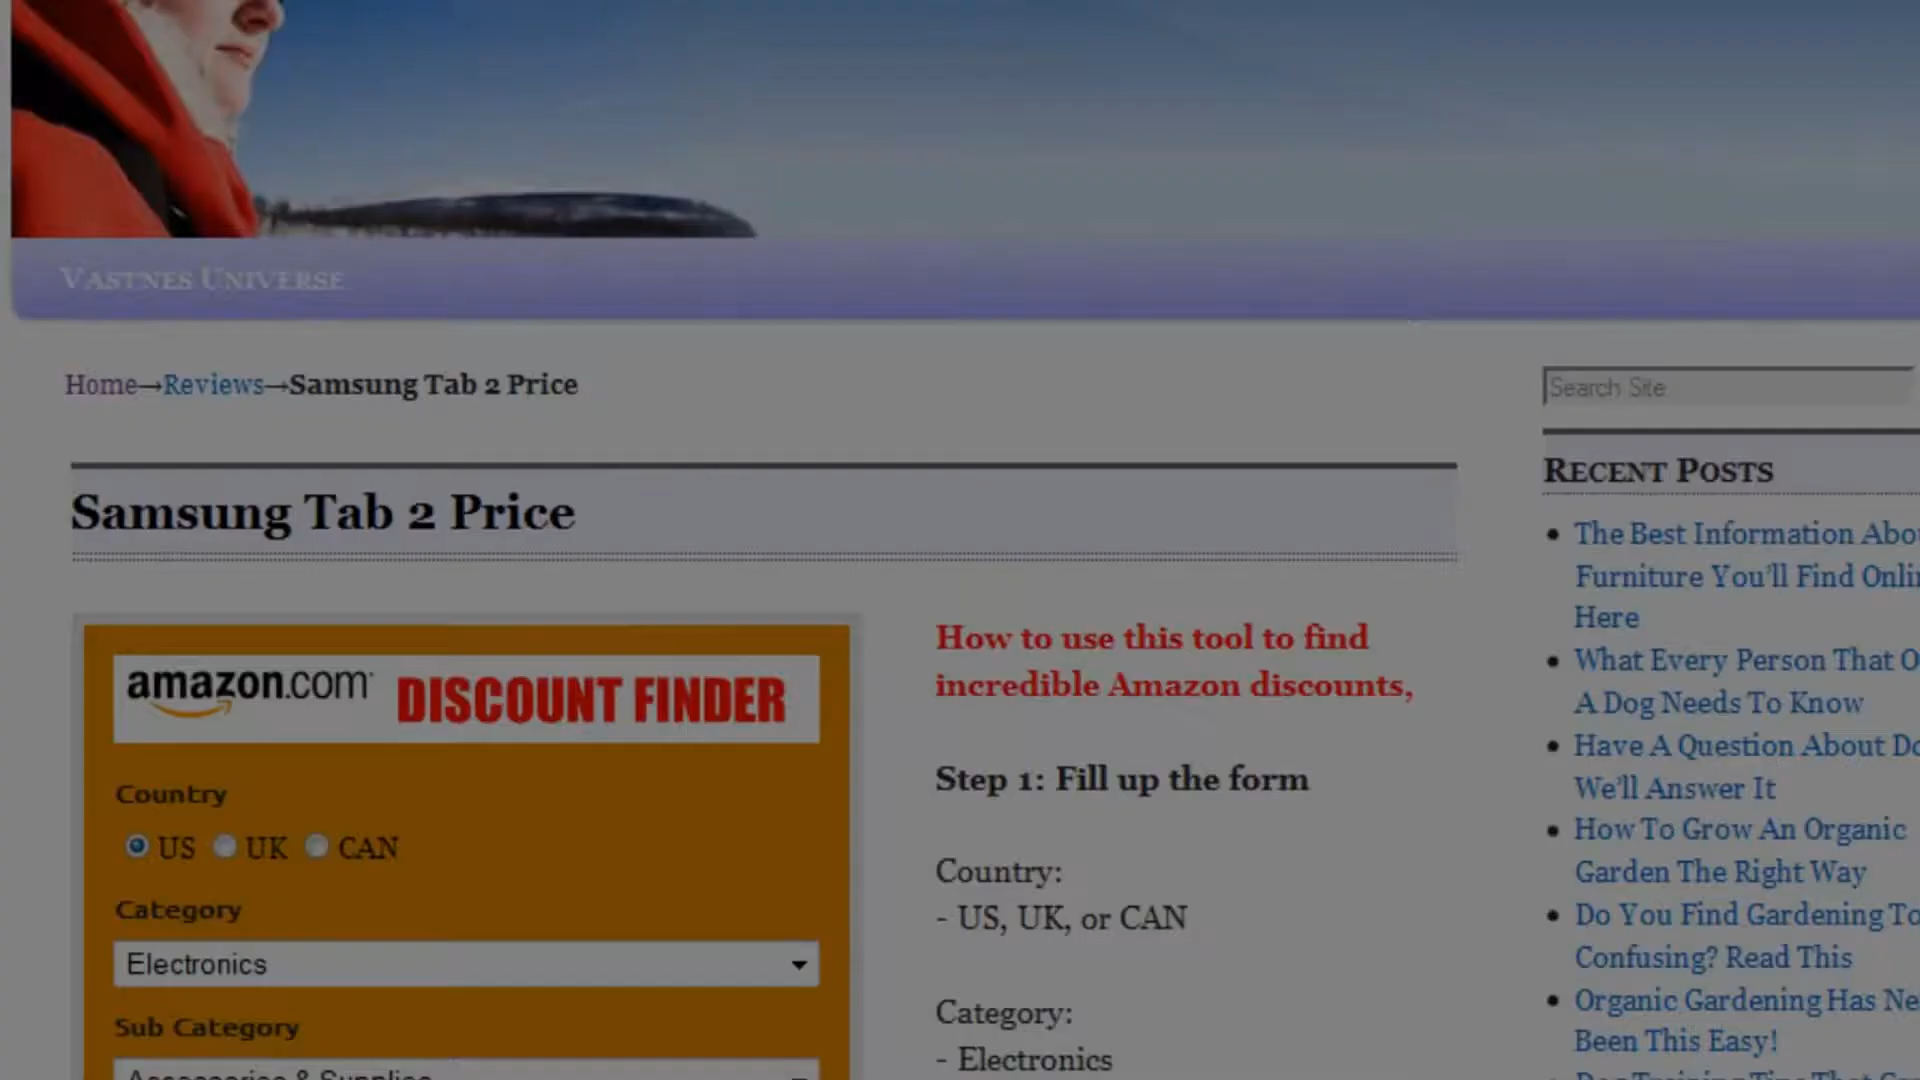 VASTNES UNIVERSE
Home→Reviews→Samsung Tab 2 Price
Search Site
Samsung Tab 2 Price
amazon.com DISCOUNT FINDER
Country
US UK CAN
Category
Electronics
Sub Category
Accessories & Supplies
How to use this tool to find
incredible Amazon discounts,
Step 1: Fill up the form
Country:
- US, UK, or CAN
Category:
- Electronics
RECENT POSTS
The Best Information Abou
Furniture You'll Find Onli
Here
What Every Person That O
A Dog Needs To Know
Have A Question About Do
We'll Answer It
How To Grow An Organic
Garden The Right Way
Do You Find Gardening To
Confusing? Read This
Organic Gardening Has Ne
Been This Easy!